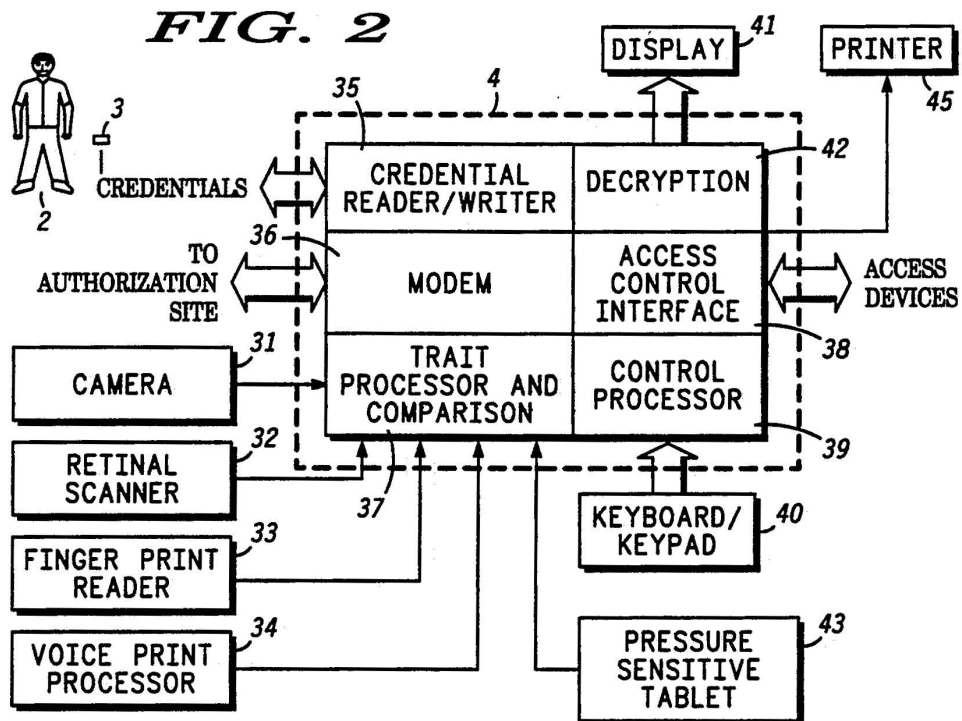 FIG. 2
DISPLAY
41
PRINTER
45
3
2
CREDENTIALS
4
35
CREDENTIAL
READER/WRITER
DECRYPTION
42
36
TO
AUTHORIZATION
SITE
MODEM
ACCESS
CONTROL
INTERFACE
38
ACCESS
DEVICES
31
CAMERA
TRAIT
PROCESSOR AND
COMPARISON
37
CONTROL
PROCESSOR
39
32
RETINAL
SCANNER
KEYBOARD/
KEYPAD
40
33
FINGER PRINT
READER
34
VOICE PRINT
PROCESSOR
PRESSURE
SENSITIVE
TABLET
43